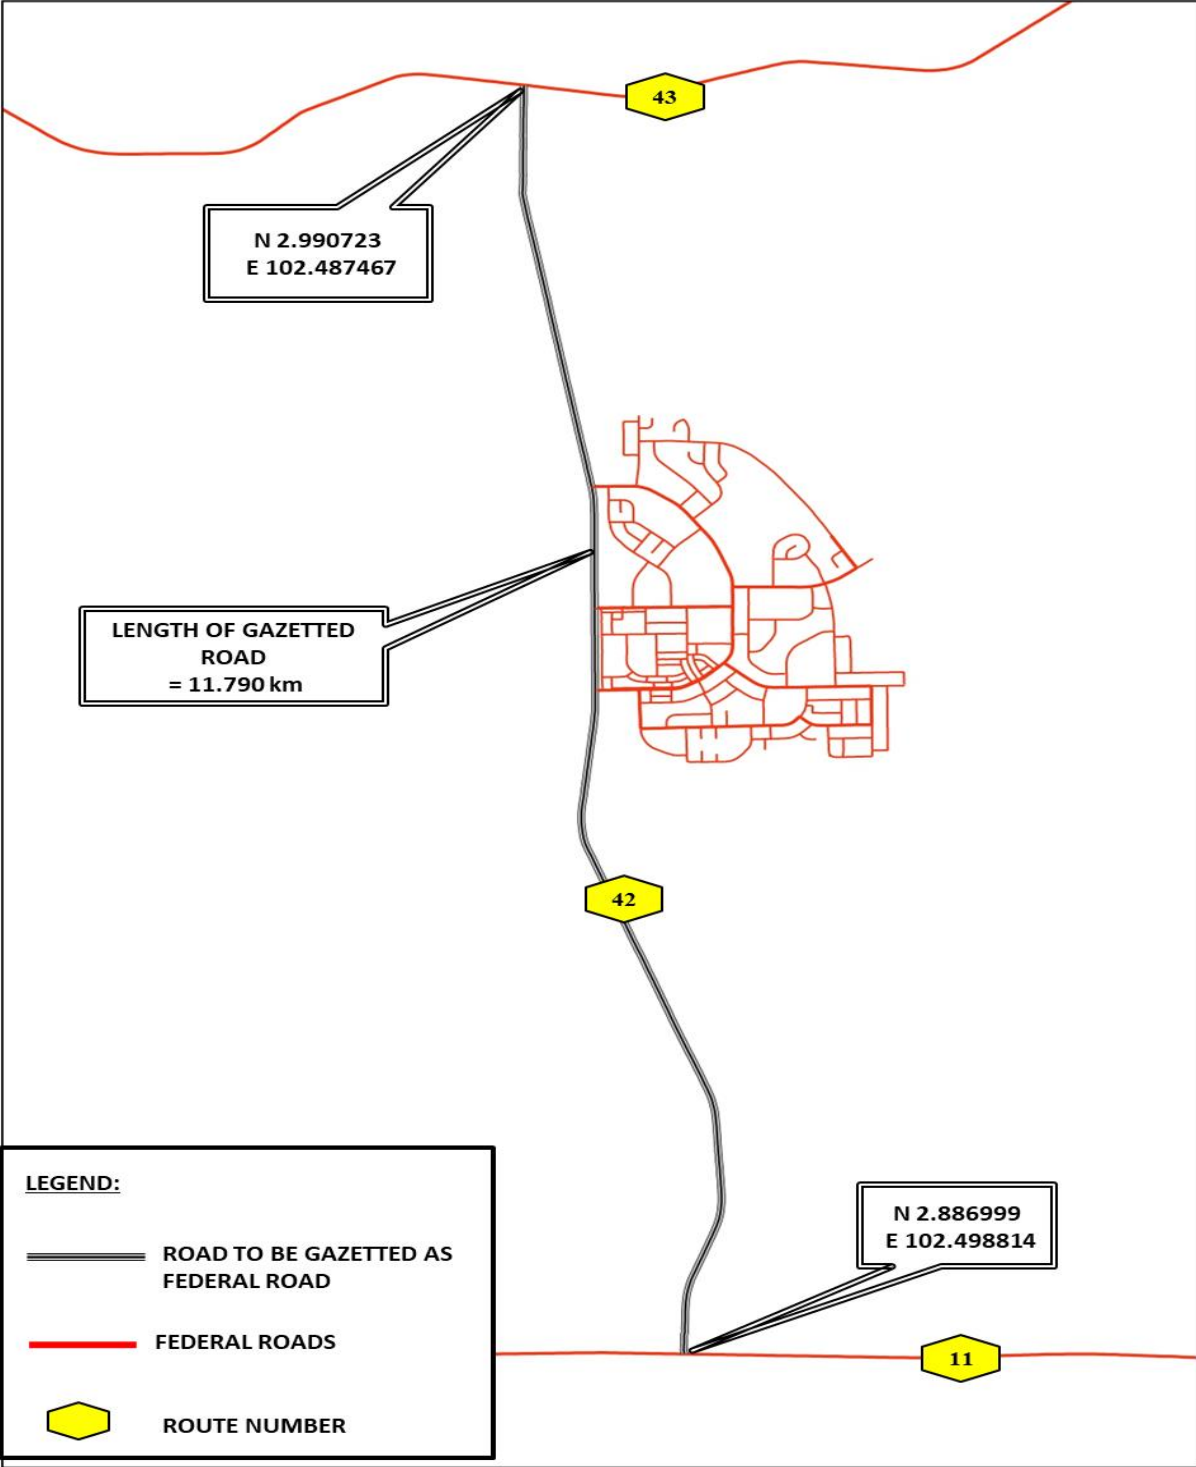 43
N 2.990723
E 102.487467
LENGTH OF GAZETTED
ROAD
= 11.790 km
42
N 2.886999
E 102.498814
11
LEGEND:
ROAD TO BE GAZETTED AS
FEDERAL ROAD
FEDERAL ROADS
ROUTE NUMBER